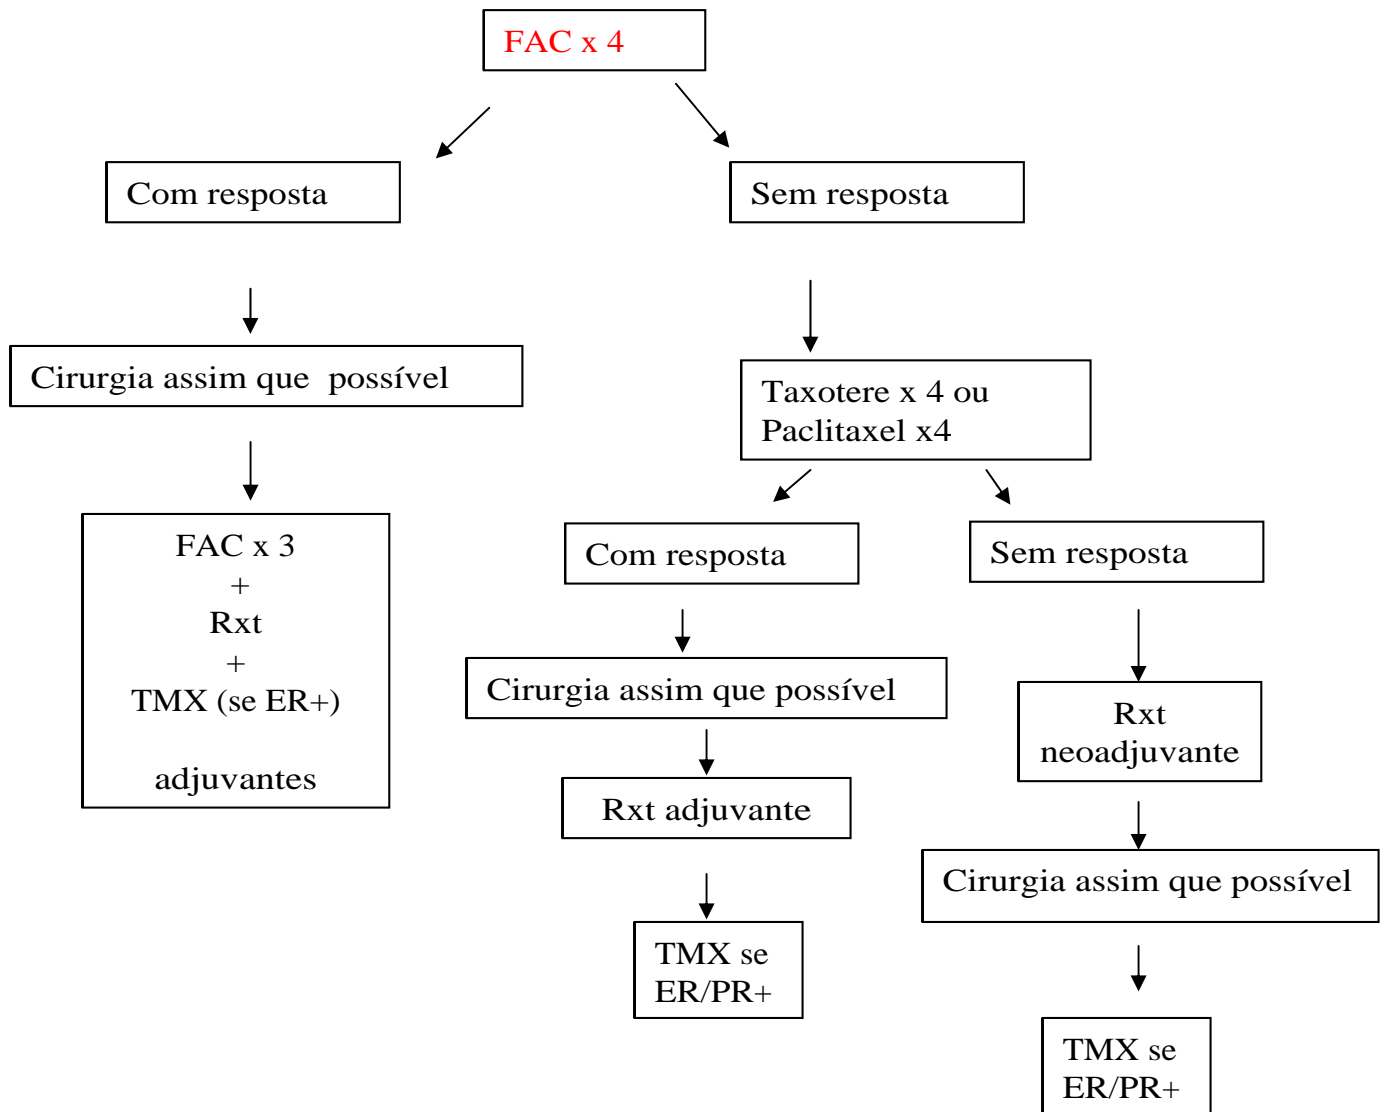 FAC x 4
Com resposta
Sem resposta
Cirurgia assim que possível
Taxotere x 4 ou
Paclitaxel x4
FAC x 3
+
Rxt
+
TMX (se ER+)
adjuvantes
Com resposta
Sem resposta
Cirurgia assim que possível
Rxt
neoadjuvante
Rxt adjuvante
Cirurgia assim que possível
TMX se
ER/PR+
TMX se
ER/PR+